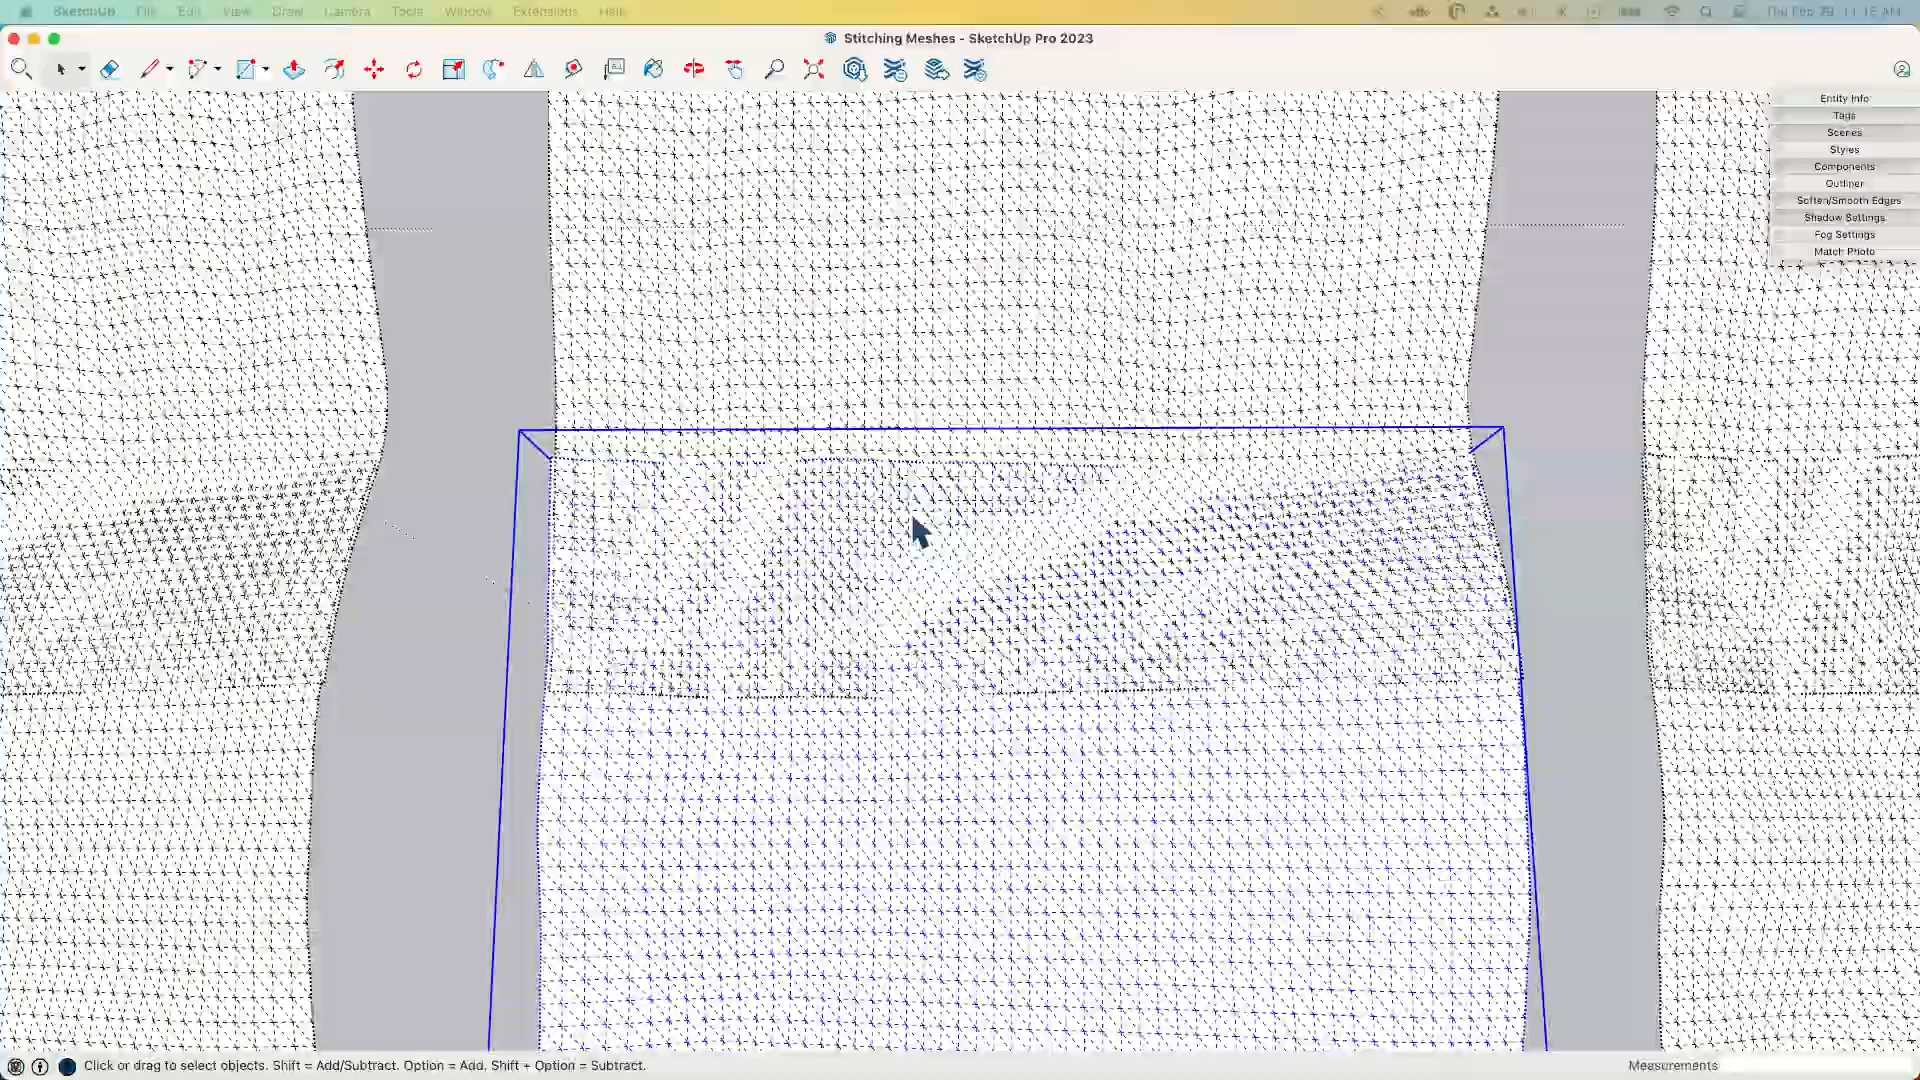 SketchUp File Edit View Draw Camera Tools Window Extensions Help
Stitching Meshes - SketchUp Pro 2023
Entity Info
Tags
Scenes
Styles
Components
Outliner
Soften/Smooth Edges
Shadow Settings
Fog Settings
Match Photo
Click or drag to select objects. Shift = Add/Subtract. Option = Add. Shift + Option = Subtract.
Measurements